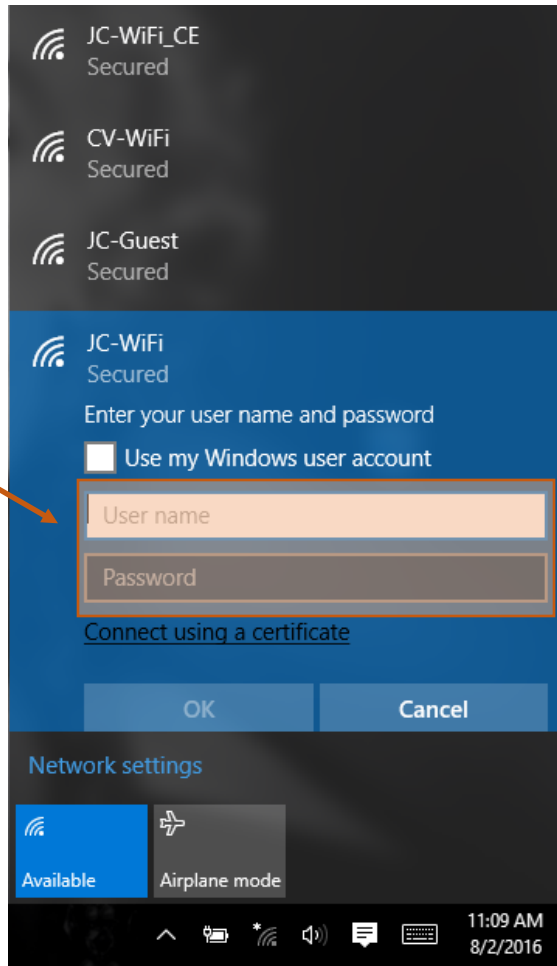 JC-WiFi_CE
Secured
CV-WiFi
Secured
JC-Guest
Secured
JC-WiFi
Secured
Enter your user name and password
Use my Windows user account
User name
Password
Connect using a certificate
OK Cancel
Network settings
Available Airplane mode
11:09 AM
8/2/2016